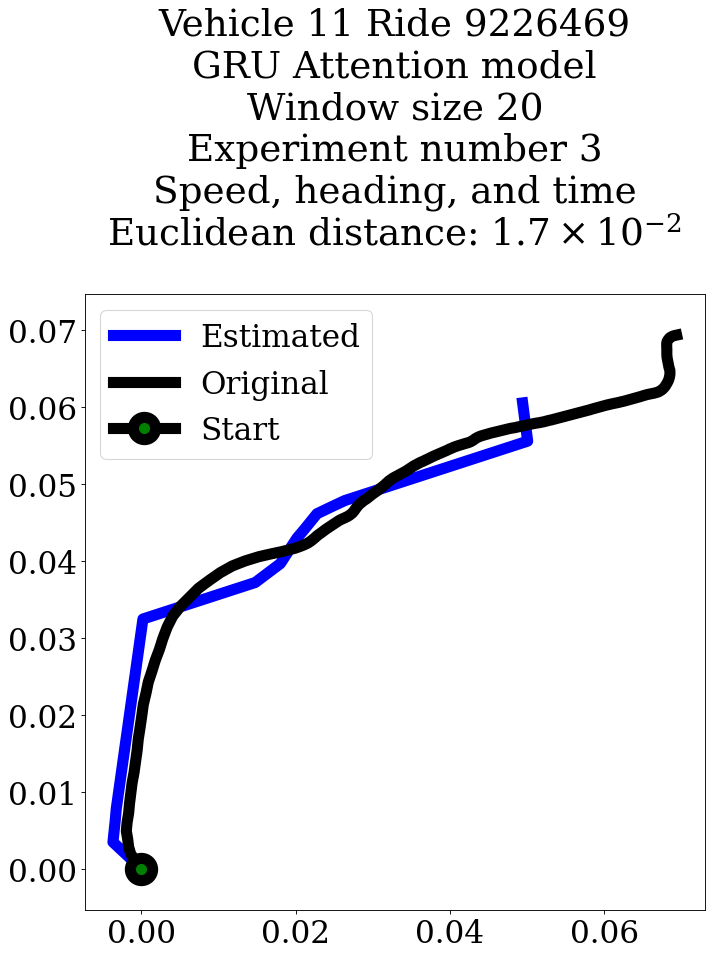 Vehicle 11 Ride 9226469
GRU Attention model
Window size 20
Experiment number 3
Speed, heading, and time
Euclidean distance: 1.7 × 10⁻²
Estimated
Original
Start
0.07
0.06
0.05
0.04
0.03
0.02
0.01
0.00
0.00 0.02 0.04 0.06